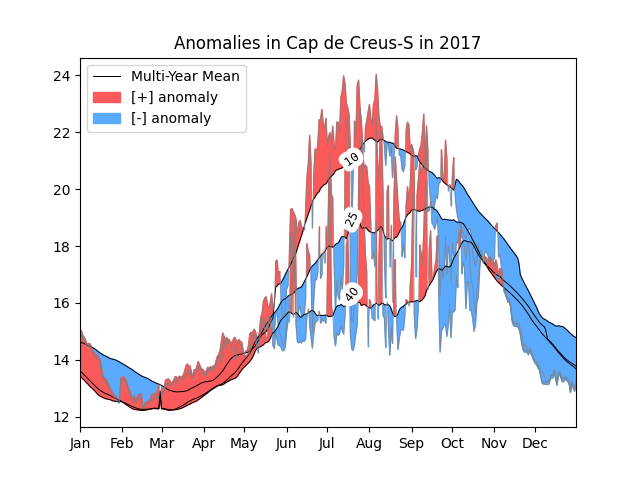 Anomalies in Cap de Creus-S in 2017
Multi-Year Mean
[+] anomaly
[-] anomaly
24
22
20
18
16
14
12
10
25
40
Jan Feb Mar Apr May Jun Jul Aug Sep Oct Nov Dec